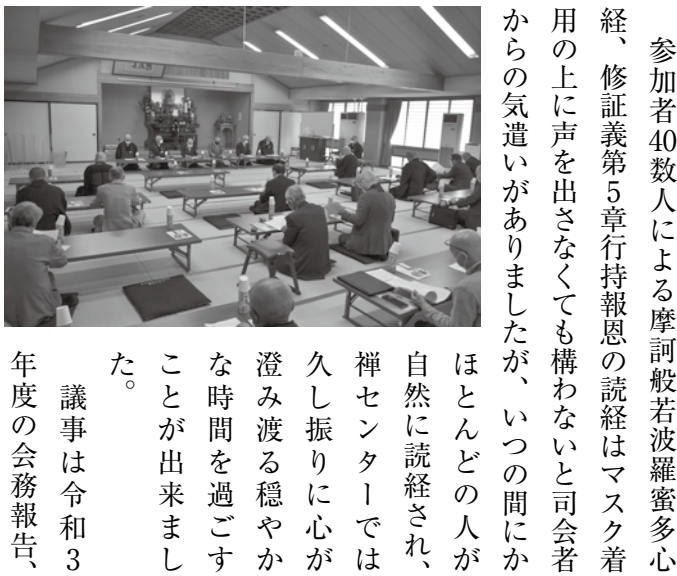 参加者40数人による摩訶般若波羅蜜多心
経、修証義第５章行持報恩の読経はマスク着
用の上に声を出さなくても構わないと司会者
からの気遣いがありましたが、いつの間にか
ほとんどの人が
自然に読経され、
禅センターでは
久し振りに心が
澄み渡る穏やか
な時間を過ごす
ことが出来まし
た。
議事は令和３
年度の会務報告、